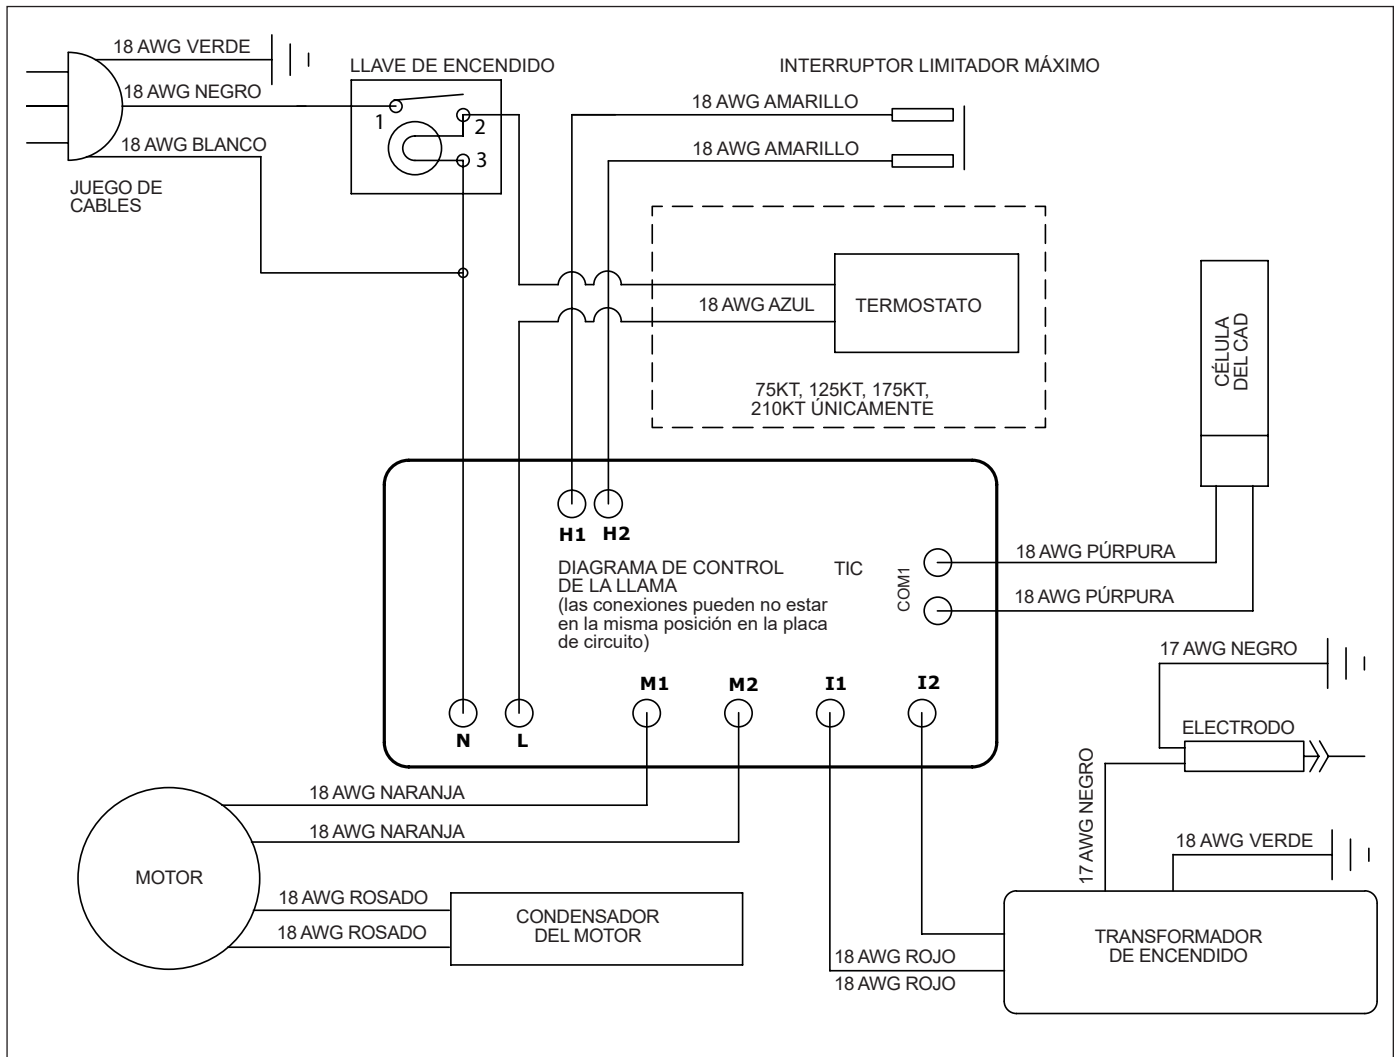 18 AWG VERDE
LLAVE DE ENCENDIDO
INTERRUPTOR LIMITADOR MÁXIMO
18 AWG NEGRO
18 AWG AMARILLO
1
2
18 AWG BLANCO
18 AWG AMARILLO
3
JUEGO DE
CABLES
18 AWG AZUL
TERMOSTATO
CÉLULA
DEL CAD
75KT, 125KT, 175KT,
210KT ÚNICAMENTE
H1
H2
DIAGRAMA DE CONTROL
DE LA LLAMA
(las conexiones pueden no estar
en la misma posición en la placa
de circuito)
TIC
COM1
18 AWG PÚRPURA
18 AWG PÚRPURA
M1
M2
I1
I2
N
L
17 AWG NEGRO
ELECTRODO
17 AWG NEGRO
18 AWG VERDE
18 AWG NARANJA
18 AWG NARANJA
MOTOR
18 AWG ROSADO
18 AWG ROSADO
CONDENSADOR
DEL MOTOR
TRANSFORMADOR
DE ENCENDIDO
18 AWG ROJO
18 AWG ROJO